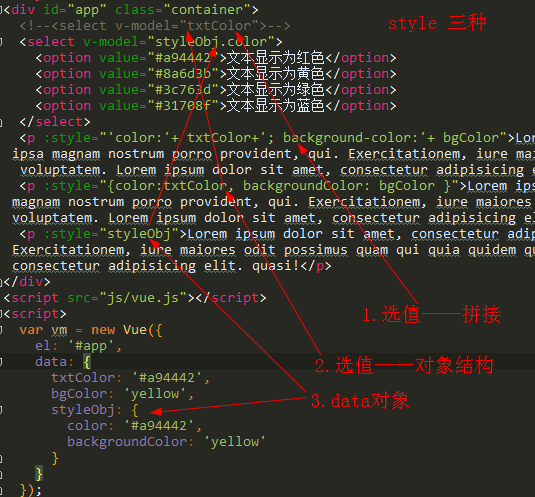 <div id="app" class="container">
style 三种
<!--<select v-model="txtColor">-->
<select v-model="styleObj.color">
<option value="#a94442">文本显示为红色</option>
<option value="#8a6d3b">文本显示为黄色</option>
<option value="#3c763d">文本显示为绿色</option>
<option value="#31708f">文本显示为蓝色</option>
</select>
<p :style="'color:'+ txtColor+'; background-color:'+ bgColor">Lor
ipsa magnam nostrum porro provident, qui. Exercitationem, iure m
voluptatem. Lorem ipsum dolor sit amet, consectetur adipisicing e
<p :style="{color:txtColor, backgroundColor: bgColor }">Lorem ips
magnam nostrum porro provident, qui. Exercitationem, iure maiores
voluptatem. Lorem ipsum dolor sit amet, consectetur adipisicing el
<p :style="styleObj">Lorem ipsum dolor sit amet, consectetur adip
Exercitationem, iure maiores odit possimus quam qui quia quidem qu
consectetur adipisicing elit. quasi!</p>
</div>
<script src="js/vue.js"></script>
<script>
1.选值——拼接
var vm = new Vue({
el: '#app',
data: {
2.选值——对象结构
txtColor: '#a94442',
bgColor: 'yellow',
3.data对象
styleObj: {
color: '#a94442',
backgroundColor: 'yellow'
}
}
});